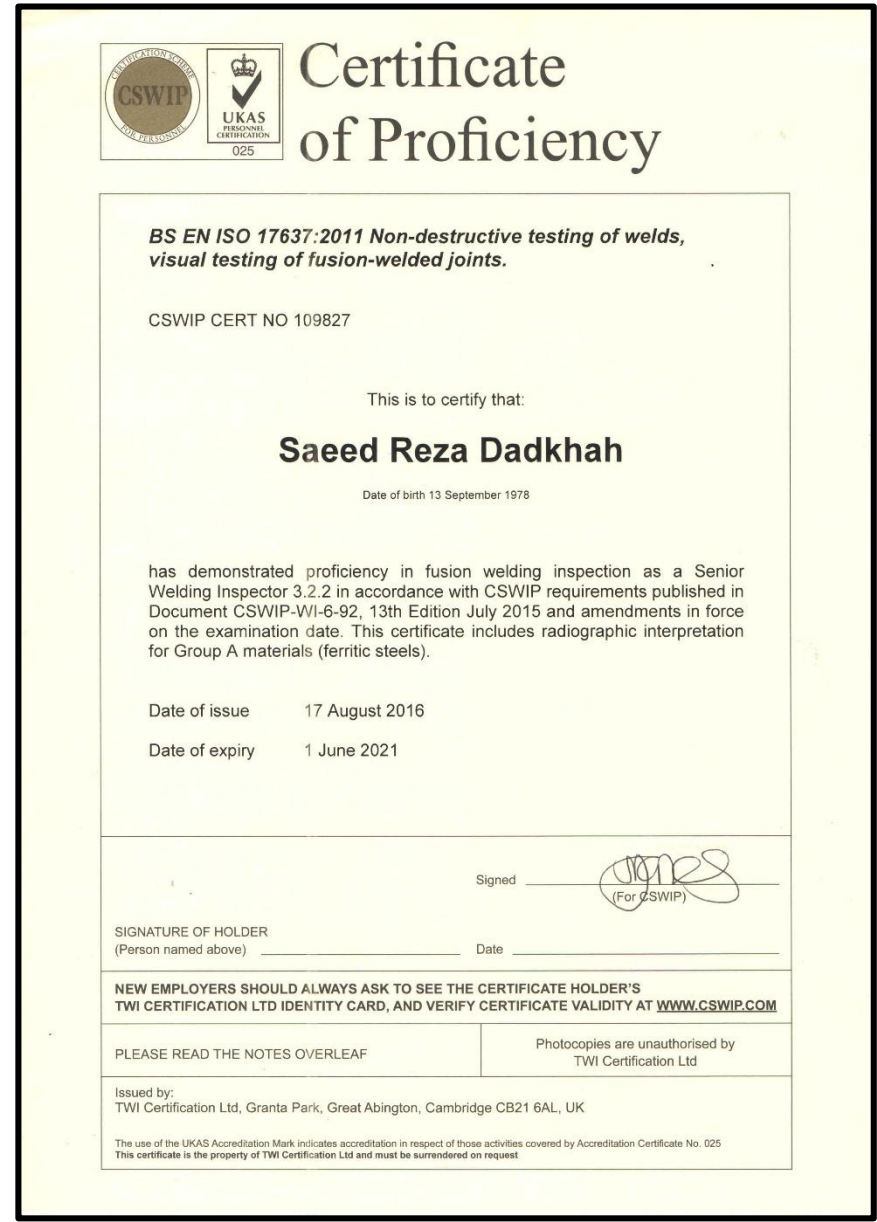 CERTIFICATION SCHEME
CSWIP
FOR PERSONNEL
UKAS
PERSONNEL
CERTIFICATION
025
Certificate
of Proficiency
BS EN ISO 17637:2011 Non-destructive testing of welds,
visual testing of fusion-welded joints.
CSWIP CERT NO 109827
This is to certify that:
Saeed Reza Dadkhah
Date of birth 13 September 1978
has demonstrated proficiency in fusion welding inspection as a Senior
Welding Inspector 3.2.2 in accordance with CSWIP requirements published in
Document CSWIP-WI-6-92, 13th Edition July 2015 and amendments in force
on the examination date. This certificate includes radiographic interpretation
for Group A materials (ferritic steels).
Date of issue 17 August 2016
Date of expiry 1 June 2021
Signed
(For CSWIP)
SIGNATURE OF HOLDER
(Person named above) Date
NEW EMPLOYERS SHOULD ALWAYS ASK TO SEE THE CERTIFICATE HOLDER'S
TWI CERTIFICATION LTD IDENTITY CARD, AND VERIFY CERTIFICATE VALIDITY AT WWW.CSWIP.COM
PLEASE READ THE NOTES OVERLEAF
Photocopies are unauthorised by
TWI Certification Ltd
Issued by:
TWI Certification Ltd, Granta Park, Great Abington, Cambridge CB21 6AL, UK
The use of the UKAS Accreditation Mark indicates accreditation in respect of those activities covered by Accreditation Certificate No. 025
This certificate is the property of TWI Certification Ltd and must be surrendered on request